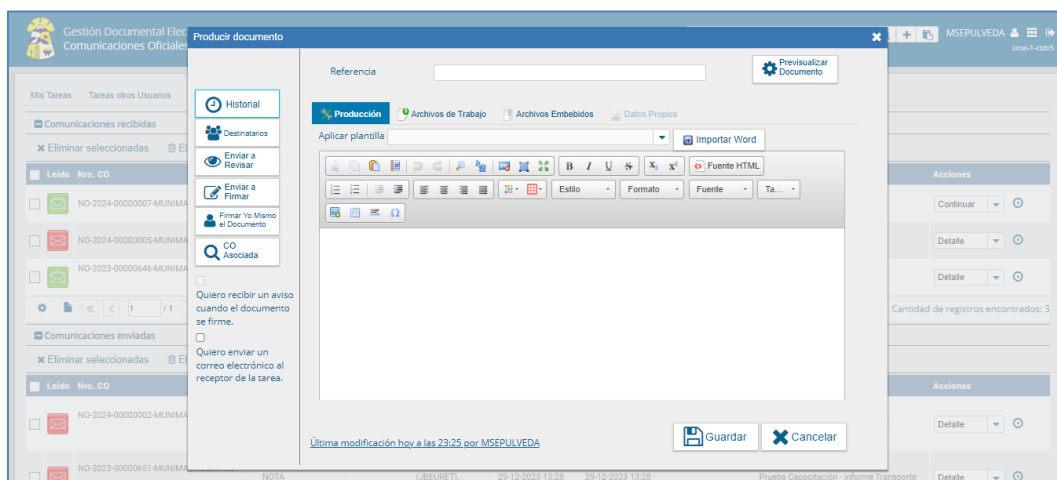 Gestión Documental Elec
Comunicaciones Oficiales
MSEPULVEDA
ccoo-1-ctdx5
Producir documento
Mis Tareas Tareas otros Usuarios
Comunicaciones recibidas
Eliminar seleccionadas El
Leído Nro. CO
Acciones
NO-2024-00000007-MUNIMA
Continuar
NO-2024-00000005-MUNIMA
Detalle
NO-2023-00000646-MUNIMA
Detalle
1 / 1
Cantidad de registros encontrados: 3
Comunicaciones enviadas
Eliminar seleccionadas El
Leído Nro. CO
Acciones
NO-2024-00000002-MUNIMA
Detalle
NO-2023-00000651-MUNIMA
NOTA (JBEURET), 29-12-2023 13:28 29-12-2023 13:28 Prueba Capacitación - Informe Transporte
Detalle
Historial
Destinatarios
Enviar a
Revisar
Enviar a
Firmar
Firmar Yo Mismo
el Documento
CO
Asociada
Quiero recibir un aviso
cuando el documento
se firme.
Quiero enviar un
correo electrónico al
receptor de la tarea.
Referencia
Previsualizar
Documento
Producción Archivos de Trabajo Archivos Embebidos Datos Propios
Aplicar plantilla
Importar Word
B I U S X₂ X² Fuente HTML
Estilo Formato Fuente Ta...
Ω
Última modificación hoy a las 23:25 por MSEPULVEDA
Guardar Cancelar